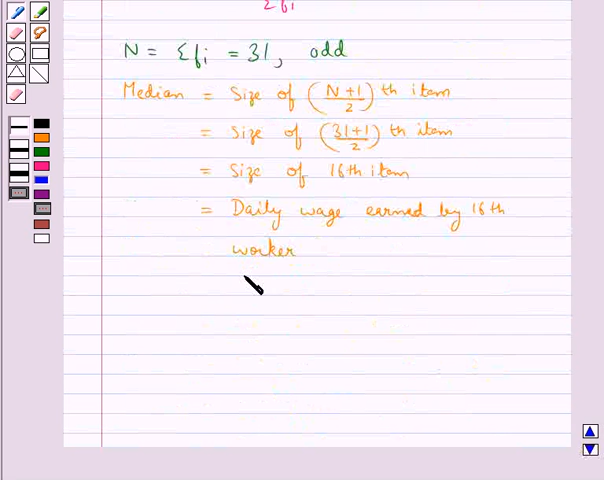 Σfi
N = Σfi = 31, odd
Median = Size of (N+1/2) th item
= Size of (31+1/2) th item
= Size of 16th item
= Daily wage earned by 16th
worker